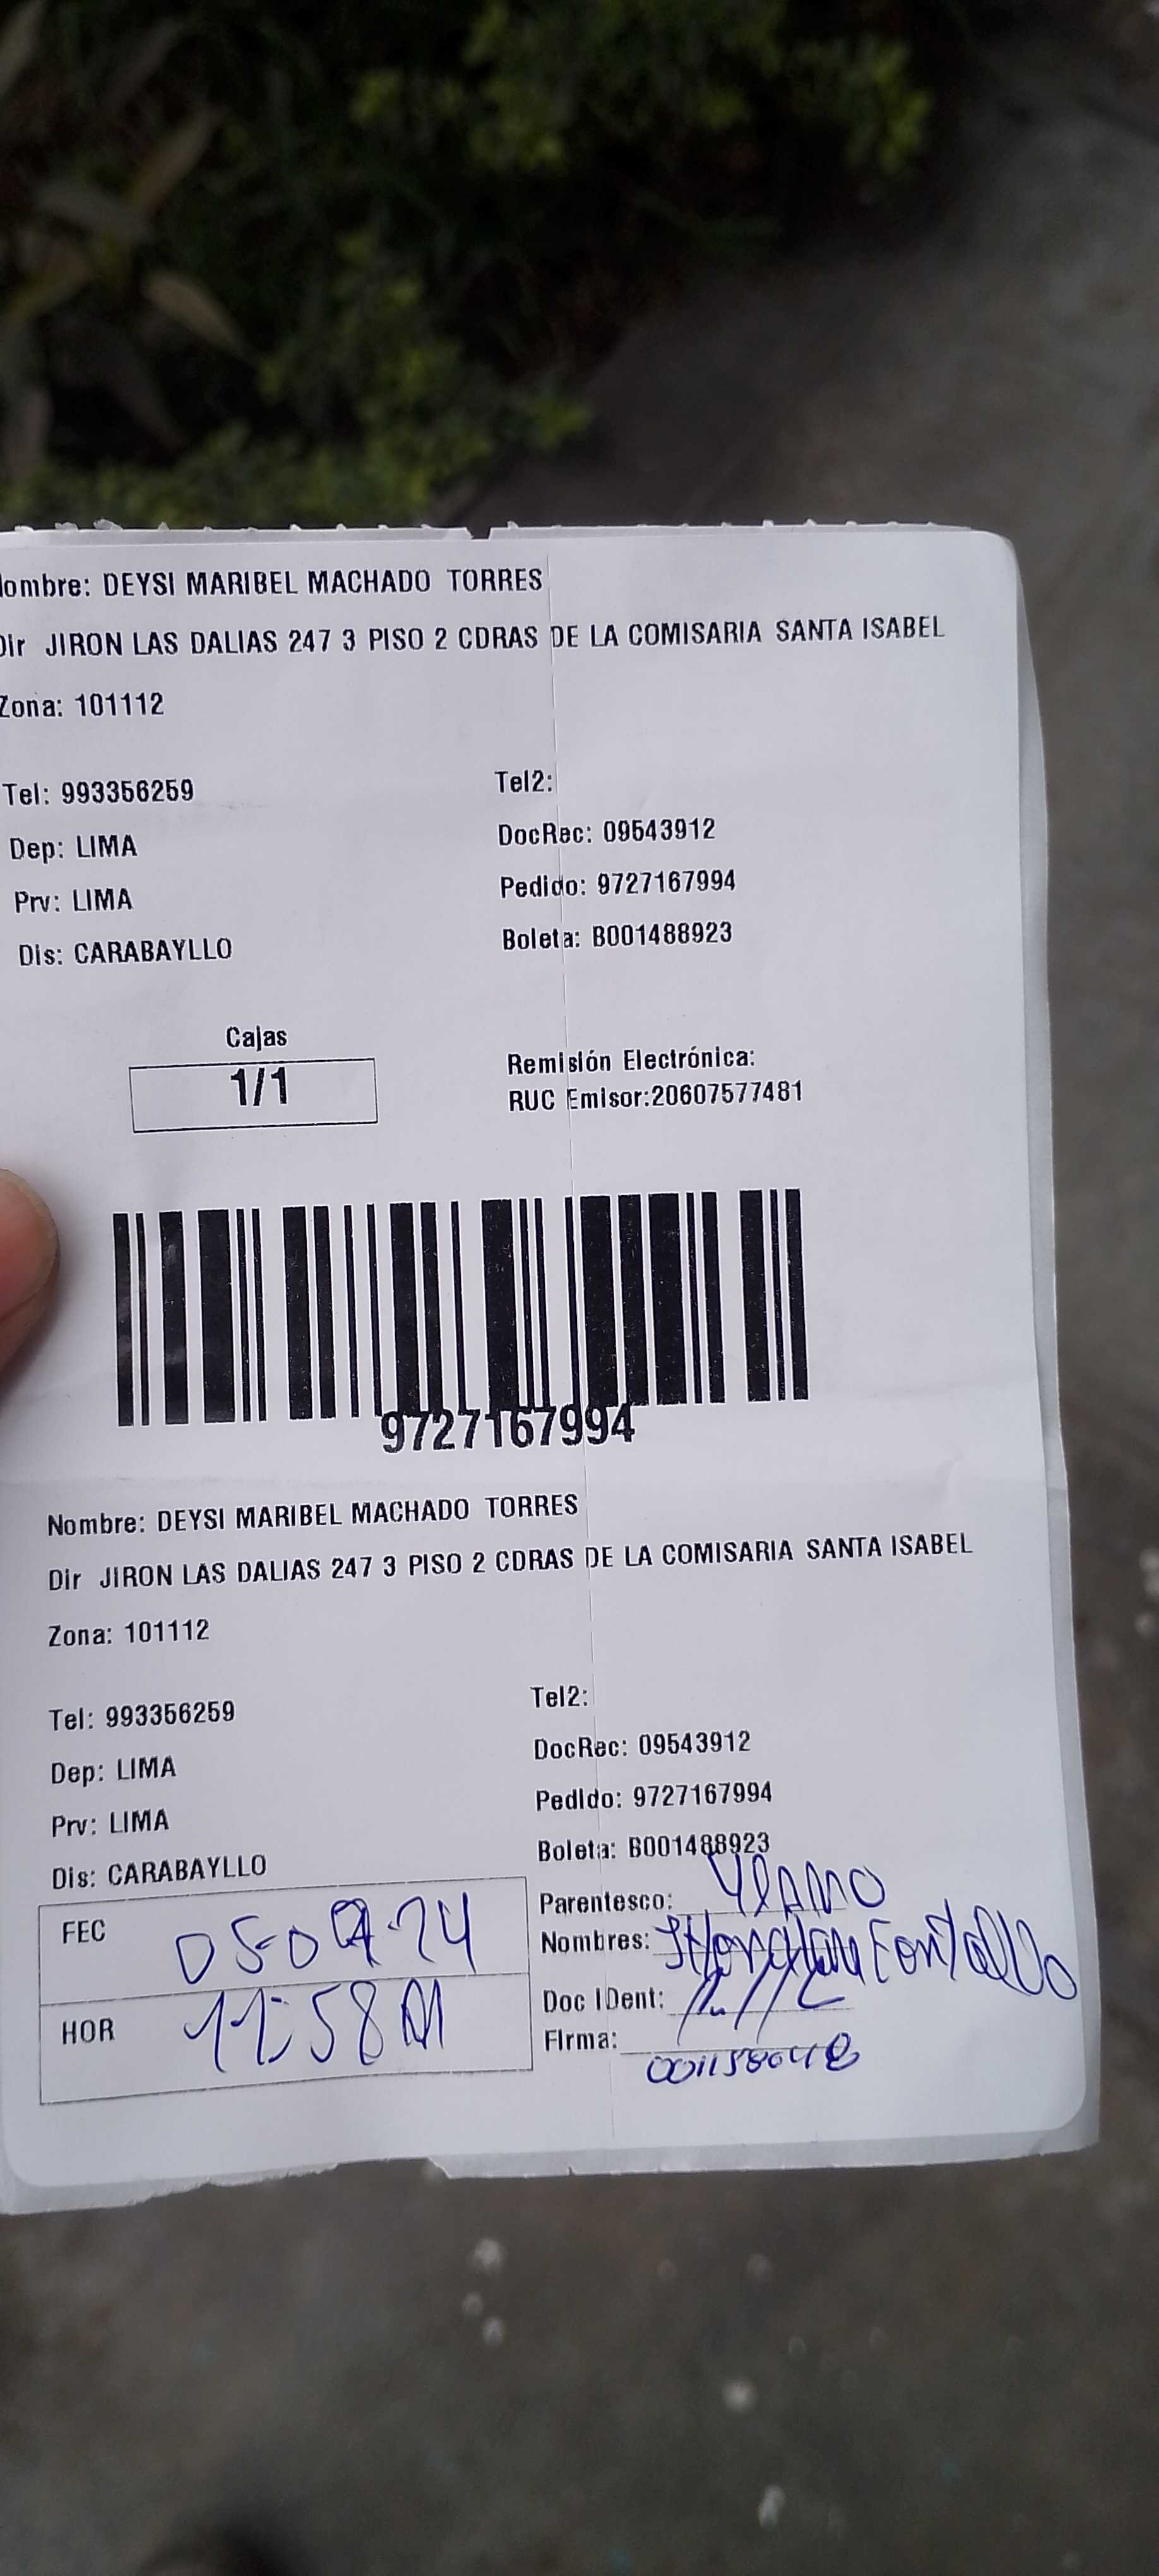 ombre: DEYSI MARIBEL MACHADO TORRES
Dir JIRON LAS DALIAS 247 3 PISO 2 CDRAS DE LA COMISARIA SANTA ISABEL
Zona: 101112
Tel: 993356259 Tel2:
Dep: LIMA DocRec: 09543912
Prv: LIMA Pedido: 9727167994
Dis: CARABAYLLO Boleta: B001488923
Cajas
1/1
Remisión Electrónica:
RUC Emisor:20607577481
9727167994
Nombre: DEYSI MARIBEL MACHADO TORRES
Dir JIRON LAS DALIAS 247 3 PISO 2 CDRAS DE LA COMISARIA SANTA ISABEL
Zona: 101112
Tel: 993356259 Tel2:
Dep: LIMA DocRec: 09543912
Prv: LIMA Pedido: 9727167994
Dis: CARABAYLLO Boleta: B001488923
FEC
HOR 11:58
Parentesco:
Nombres:
Doc IDent:
Firma: